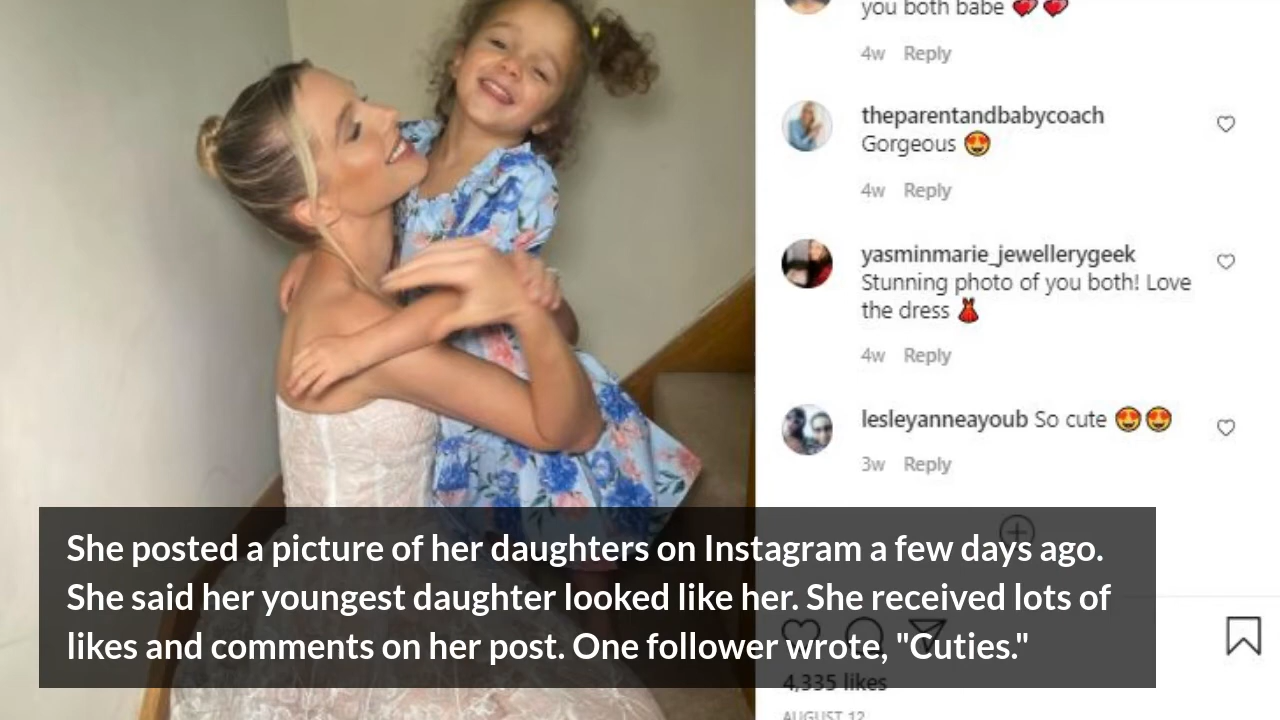 you both babe 💞💞
4w Reply
theparentandbabycoach
Gorgeous 😍
4w Reply
yasminmarie_jewellerygeek
Stunning photo of you both! Love
the dress 💃
4w Reply
lesleyanneayoub So cute 😍😍
3w Reply
She posted a picture of her daughters on Instagram a few days ago.
She said her youngest daughter looked like her. She received lots of
likes and comments on her post. One follower wrote, "Cuties."
4,335 likes
AUGUST 12